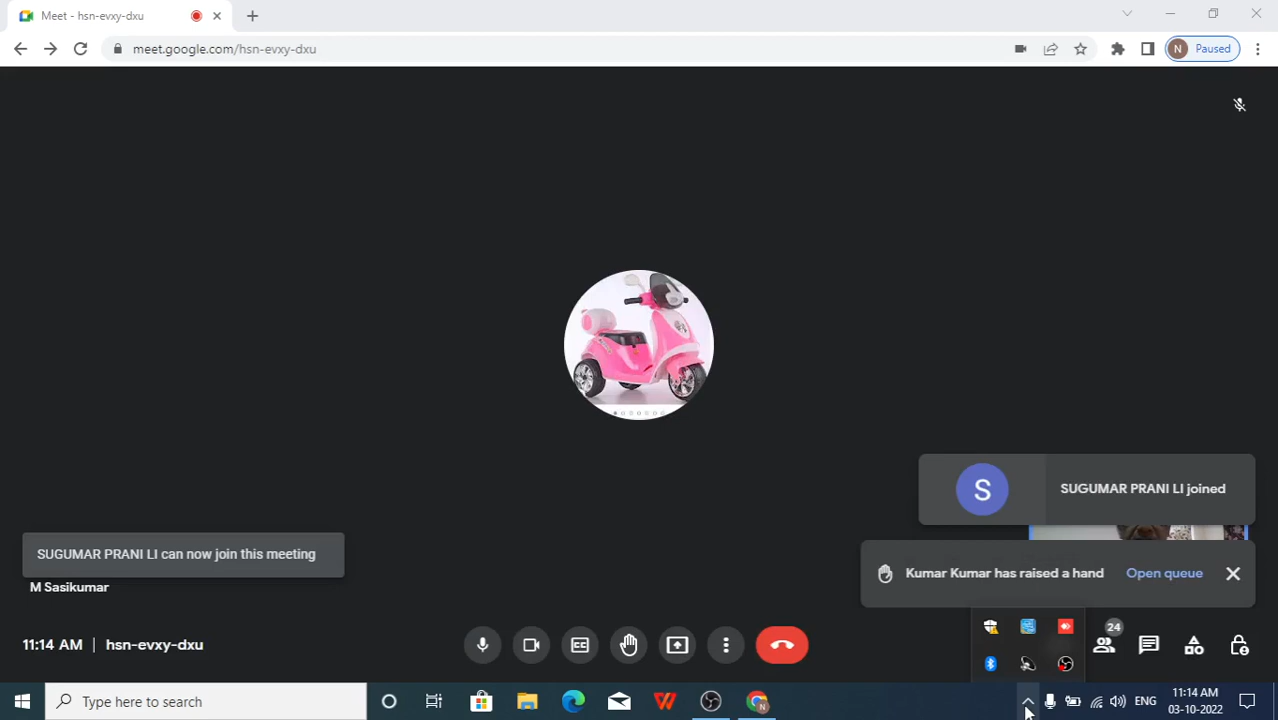 Meet - hsn-evxy-dxu
meet.google.com/hsn-evxy-dxu
N
Paused
S
SUGUMAR PRANI LI joined
SUGUMAR PRANI LI can now join this meeting
Kumar Kumar has raised a hand
Open queue
M Sasikumar
11:14 AM
hsn-evxy-dxu
24
Type here to search
ENG
11:14 AM
03-10-2022